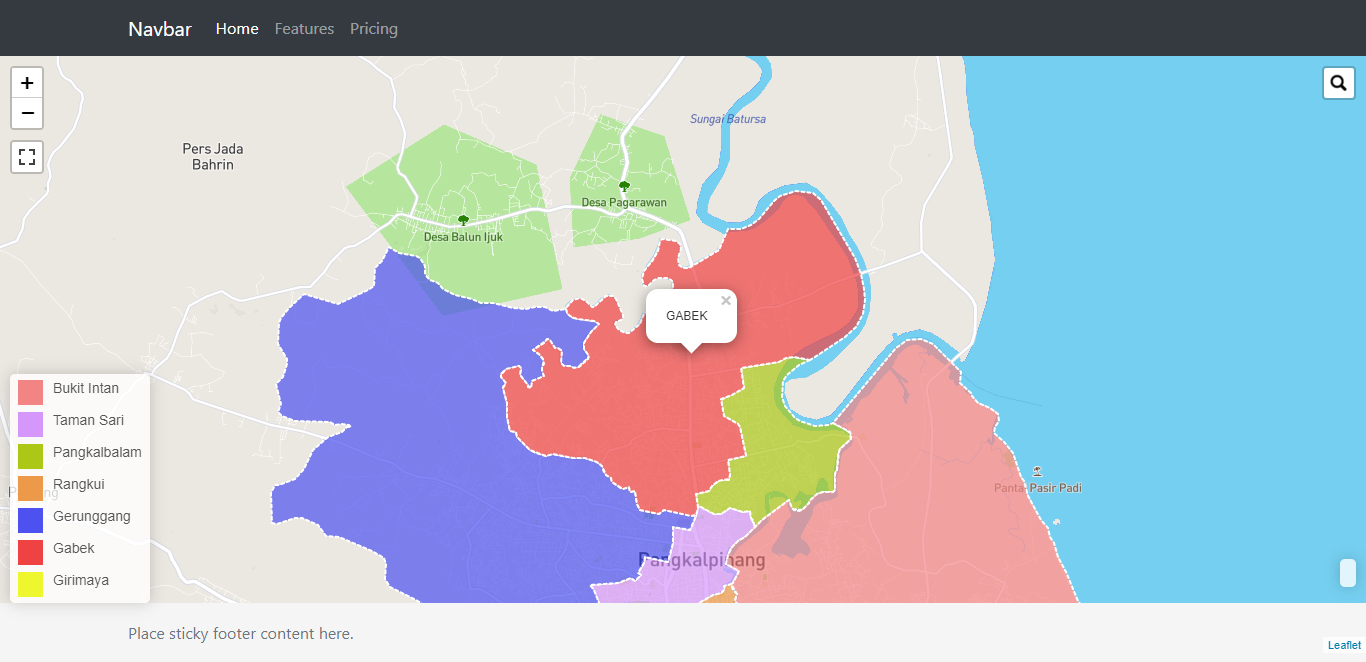 Navbar
Home
Features
Pricing
+
−
Sungai Batursa
Pers Jada
Bahrin
Desa Pagarawan
Desa Balun Ijuk
×
GABEK
Bukit Intan
Taman Sari
Pangkalbalam
Rangkui
Gerunggang
Gabek
Girimaya
Pasir Padi
Pangkalpinang
Place sticky footer content here.
Leaflet